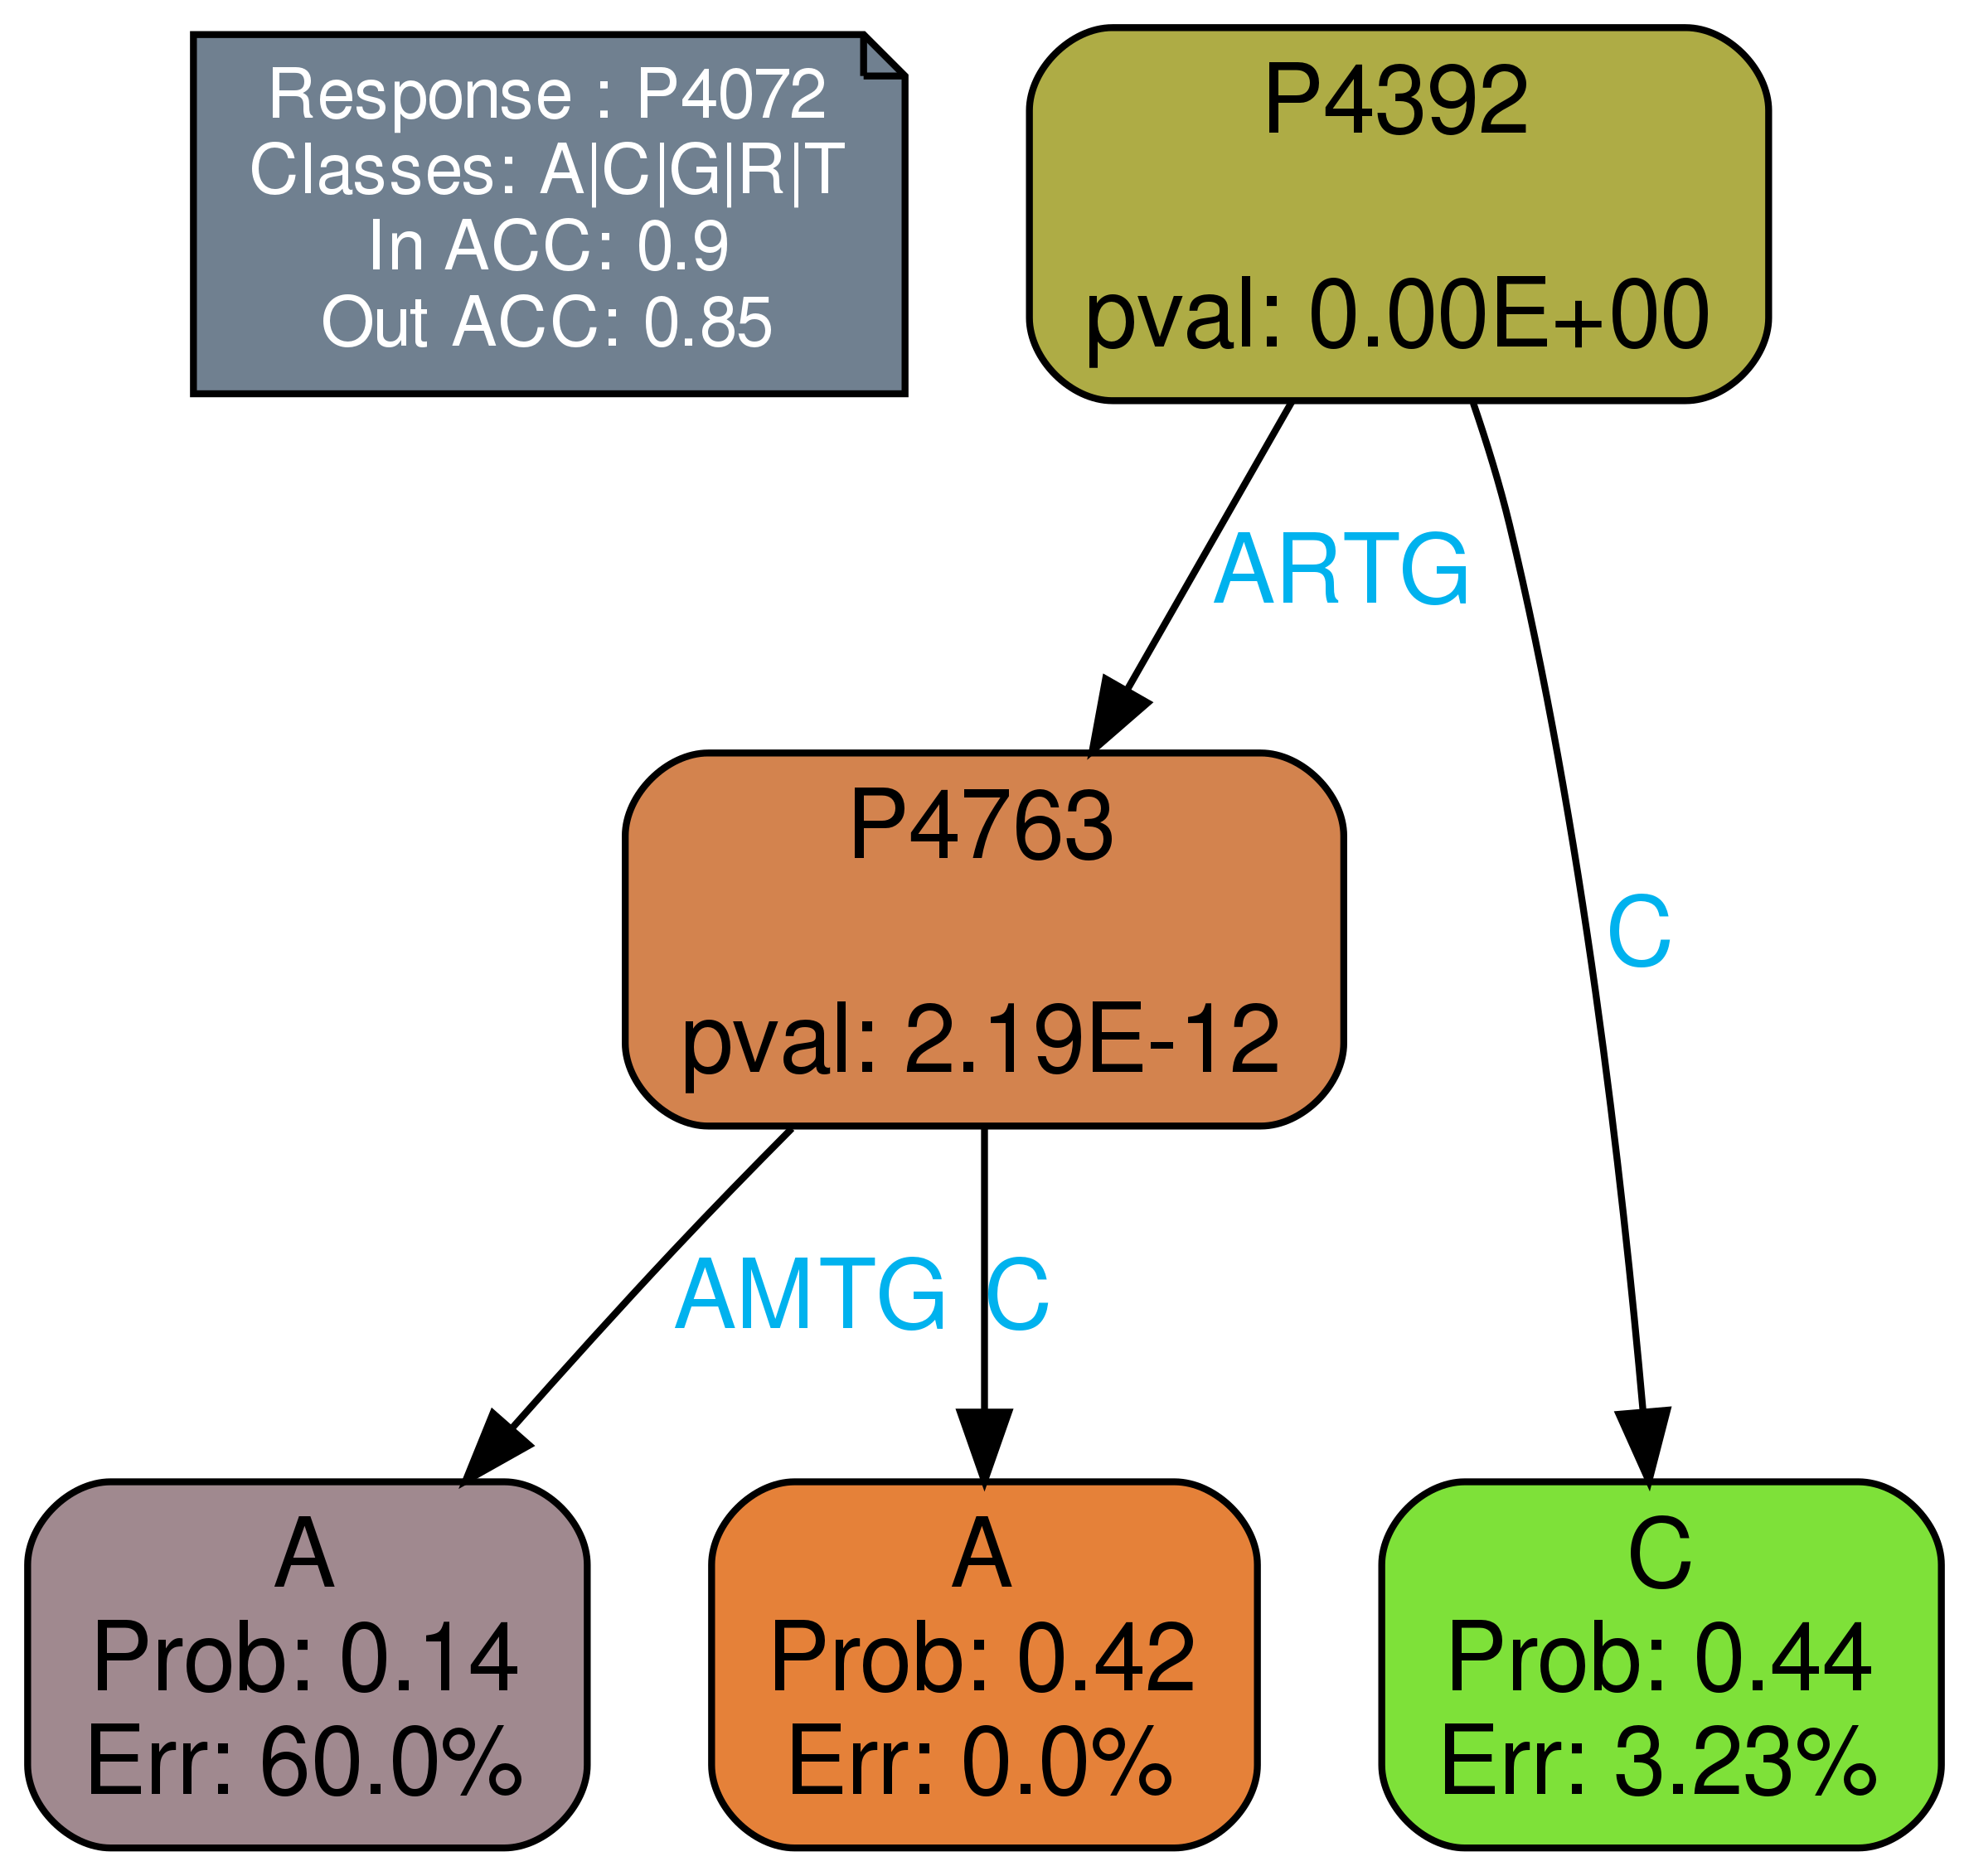 Response : P4072
Classes: A|C|G|R|T
In ACC: 0.9
Out ACC: 0.85
P4392
pval: 0.00E+00
ARTG
P4763
pval: 2.19E-12
C
AMTG
C
A
Prob: 0.14
Err: 60.0%
A
Prob: 0.42
Err: 0.0%
C
Prob: 0.44
Err: 3.23%